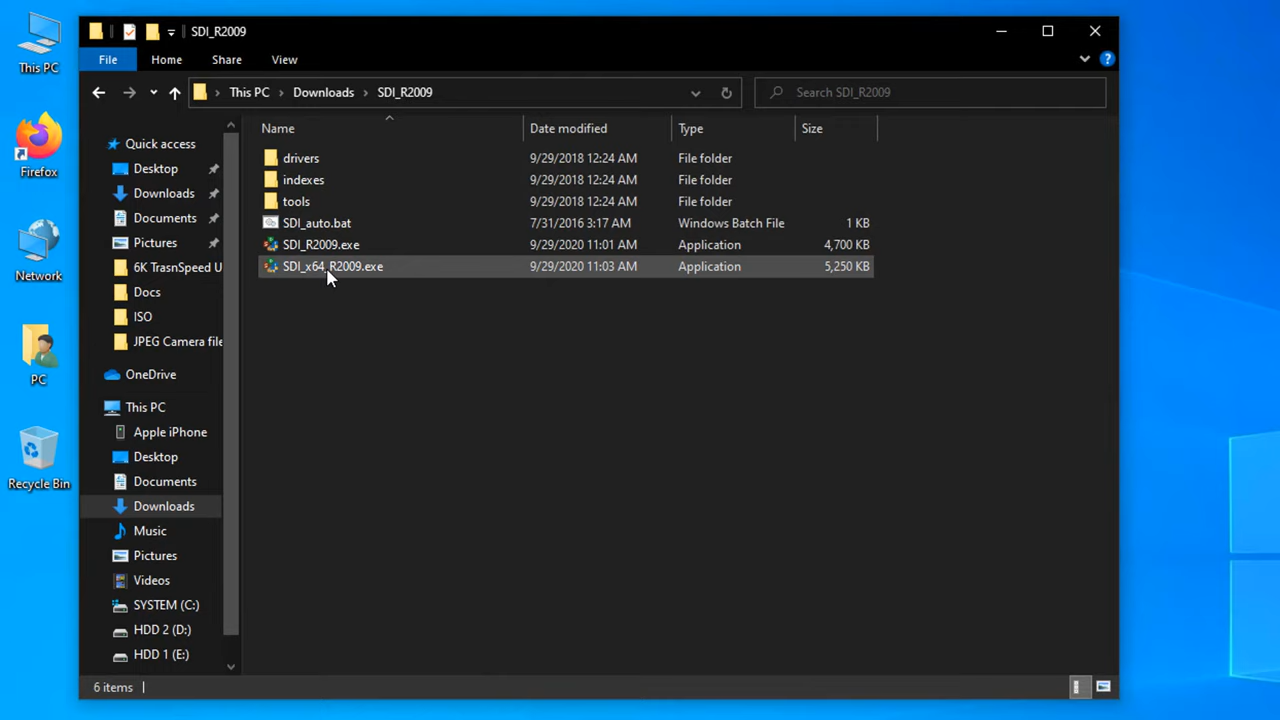 This PC
Firefox
Network
PC
Recycle Bin
SDI_R2009
File Home Share View
This PC Downloads SDI_R2009
Search SDI_R2009
Quick access
Desktop
Downloads
Documents
Pictures
6K TrasnSpeed U
Docs
ISO
JPEG Camera file
OneDrive
This PC
Apple iPhone
Desktop
Documents
Downloads
Music
Pictures
Videos
SYSTEM (C:)
HDD 2 (D:)
HDD 1 (E:)
Name Date modified Type Size
drivers 9/29/2018 12:24 AM File folder
indexes 9/29/2018 12:24 AM File folder
tools 9/29/2018 12:24 AM File folder
SDI_auto.bat 7/31/2016 3:17 AM Windows Batch File 1 KB
SDI_R2009.exe 9/29/2020 11:01 AM Application 4,700 KB
SDI_x64_R2009.exe 9/29/2020 11:03 AM Application 5,250 KB
6 items